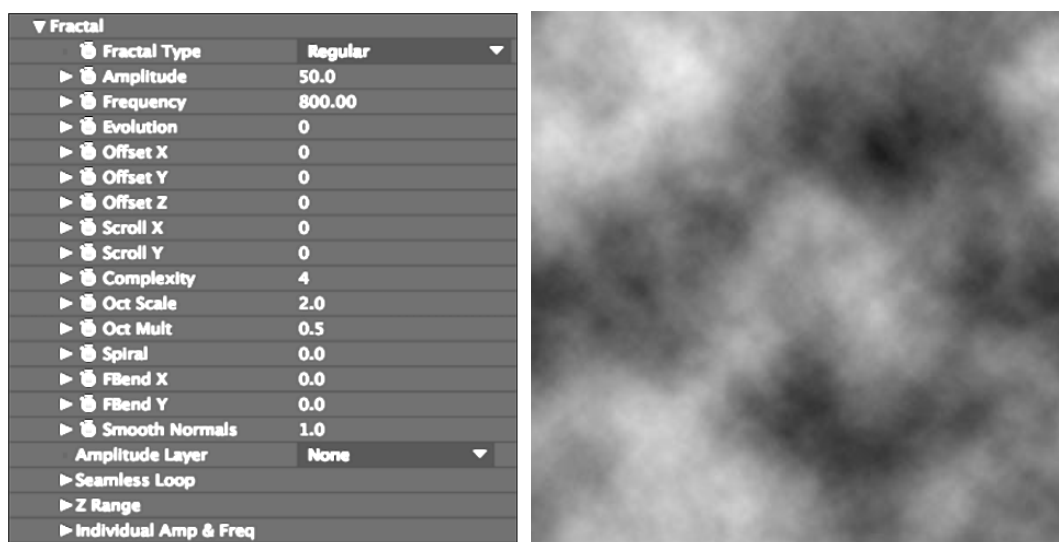 Fractal
Fractal Type Regular
Amplitude 50.0
Frequency 800.00
Evolution 0
Offset X 0
Offset Y 0
Offset Z 0
Scroll X 0
Scroll Y 0
Complexity 4
Oct Scale 2.0
Oct Mult 0.5
Spiral 0.0
FBend X 0.0
FBend Y 0.0
Smooth Normals 1.0
Amplitude Layer None
Seamless Loop
Z Range
Individual Amp & Freq